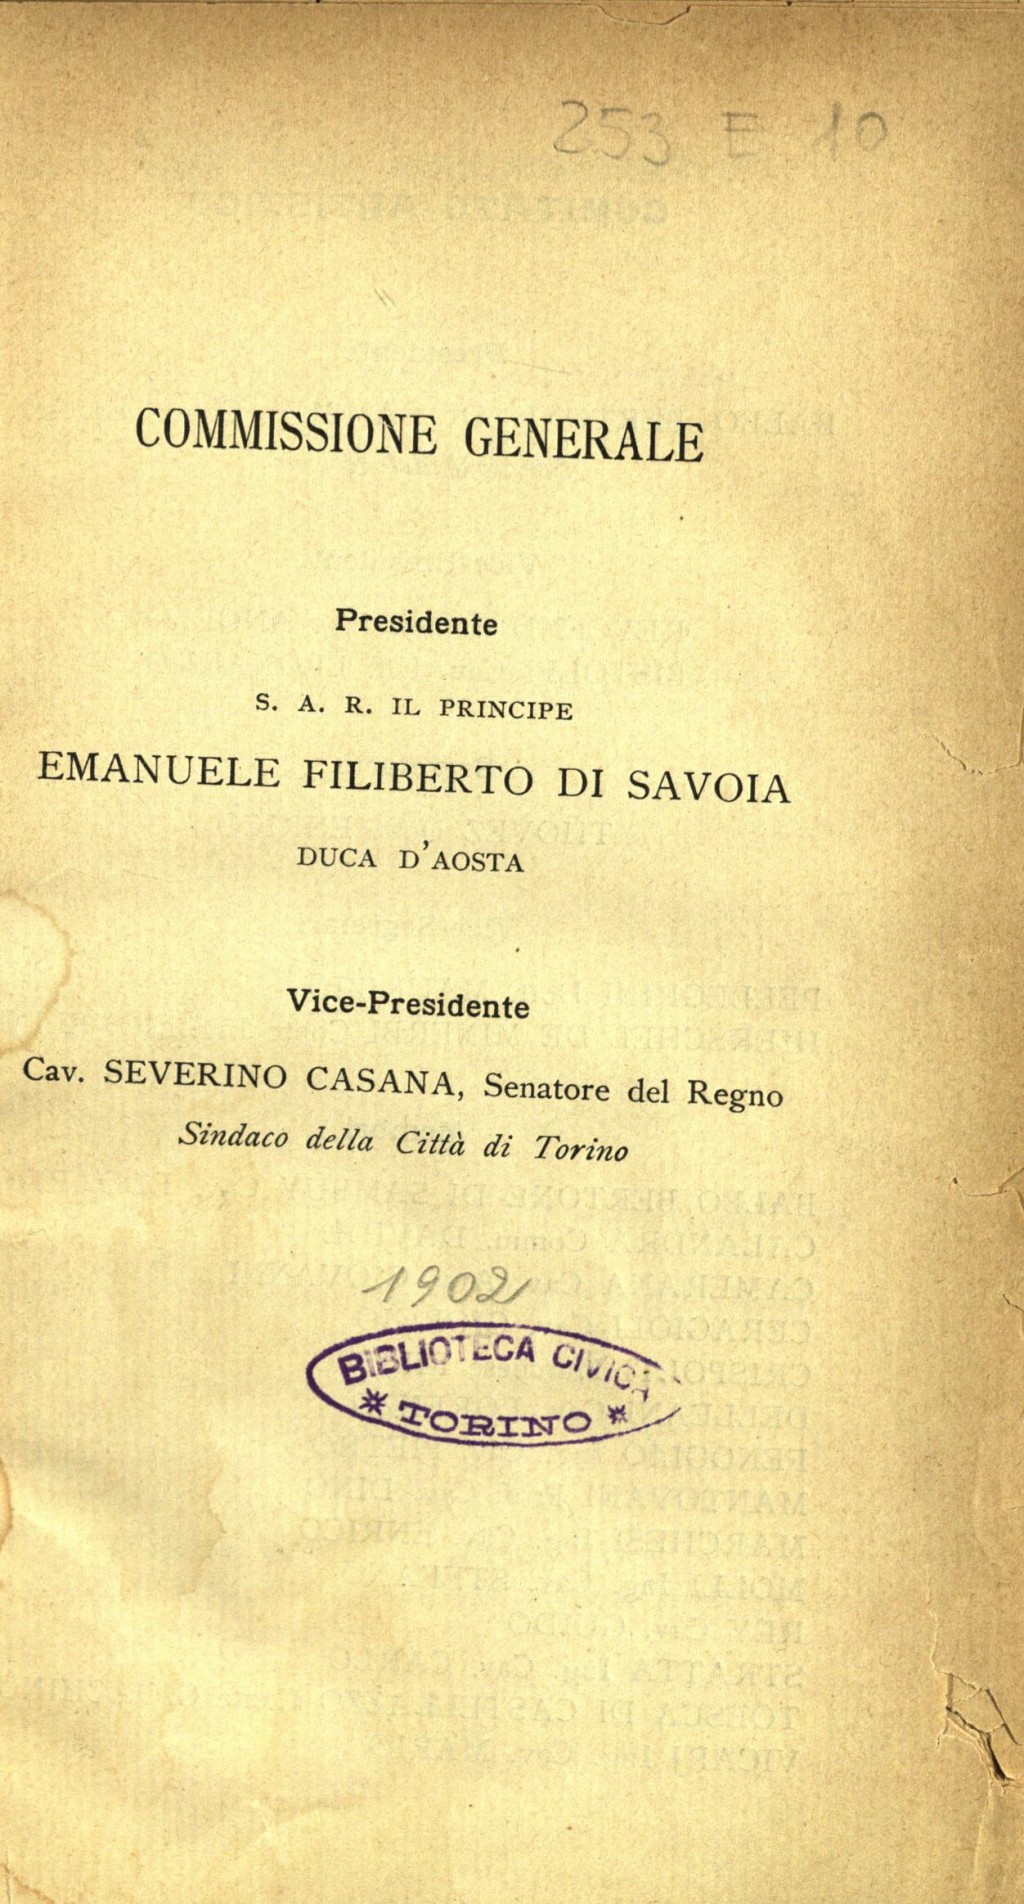 253 E 10
COMMISSIONE GENERALE
Presidente
S. A. R. IL PRINCIPE
EMANUELE FILIBERTO DI SAVOIA
DUCA D'AOSTA
Vice-Presidente
Cav. SEVERINO CASANA, Senatore del Regno
Sindaco della Città di Torino
1902
BIBLIOTECA CIVICA
* TORINO *